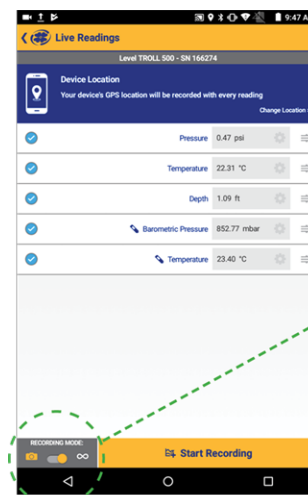 9:47 A
Live Readings
Level TROLL 500 - SN 166274
Device Location
Your device's GPS location will be recorded with every reading
Change Location
Pressure 0.47 psi
Temperature 22.31 °C
Depth 1.09 ft
Barometric Pressure 852.77 mbar
Temperature 23.40 °C
RECORDING MODE:
Start Recording